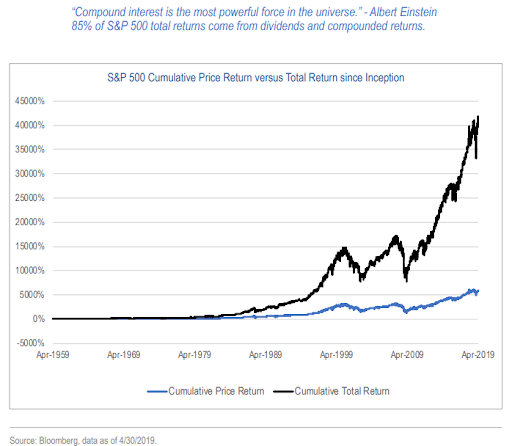 “Compound interest is the most powerful force in the universe.” - Albert Einstein
85% of S&P 500 total returns come from dividends and compounded returns.
S&P 500 Cumulative Price Return versus Total Return since Inception
45000%
40000%
35000%
30000%
25000%
20000%
15000%
10000%
5000%
0%
-5000%
Apr-1959 Apr-1969 Apr-1979 Apr-1989 Apr-1999 Apr-2009 Apr-2019
Cumulative Price Return Cumulative Total Return
Source: Bloomberg, data as of 4/30/2019.